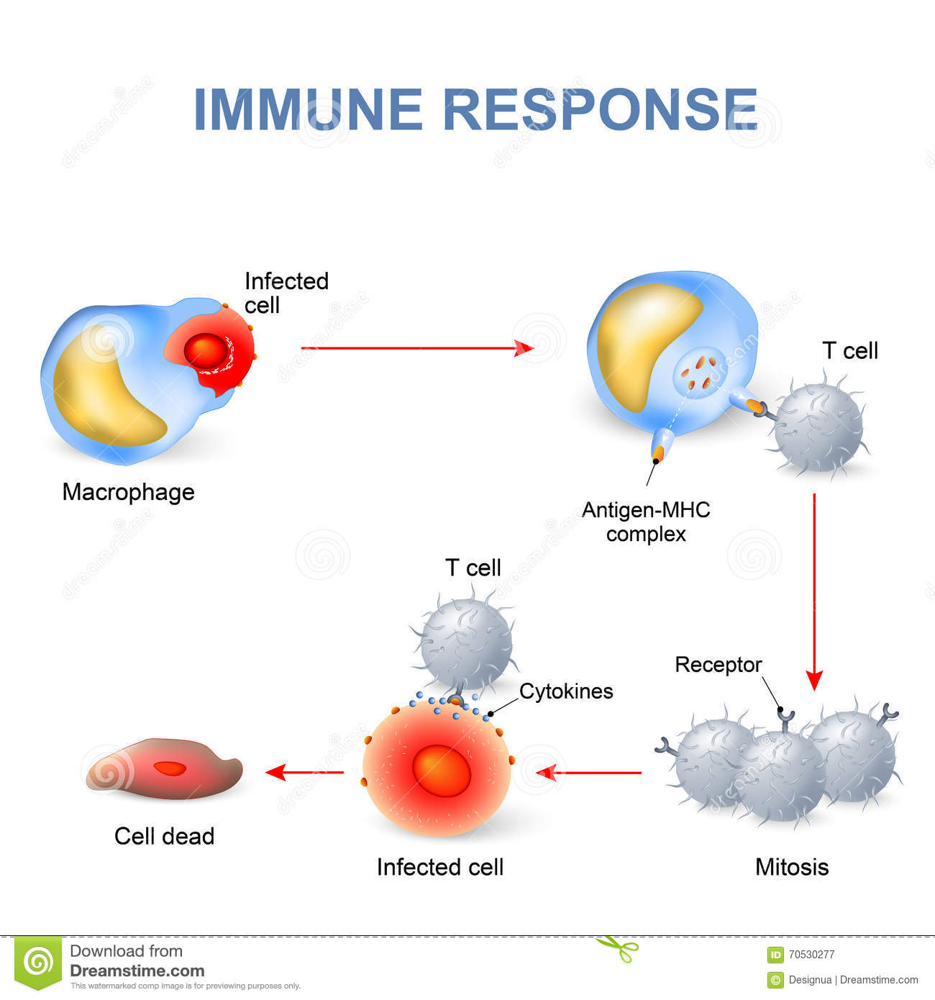 IMMUNE RESPONSE
Infected
cell
Macrophage
T cell
Antigen-MHC
complex
T cell
Cytokines
Receptor
Cell dead
Infected cell
Mitosis
Download from
Dreamstime.com
This watermarked comp image is for previewing purposes only.
ID 70530277
© Designua | Dreamstime.com
dreamstime